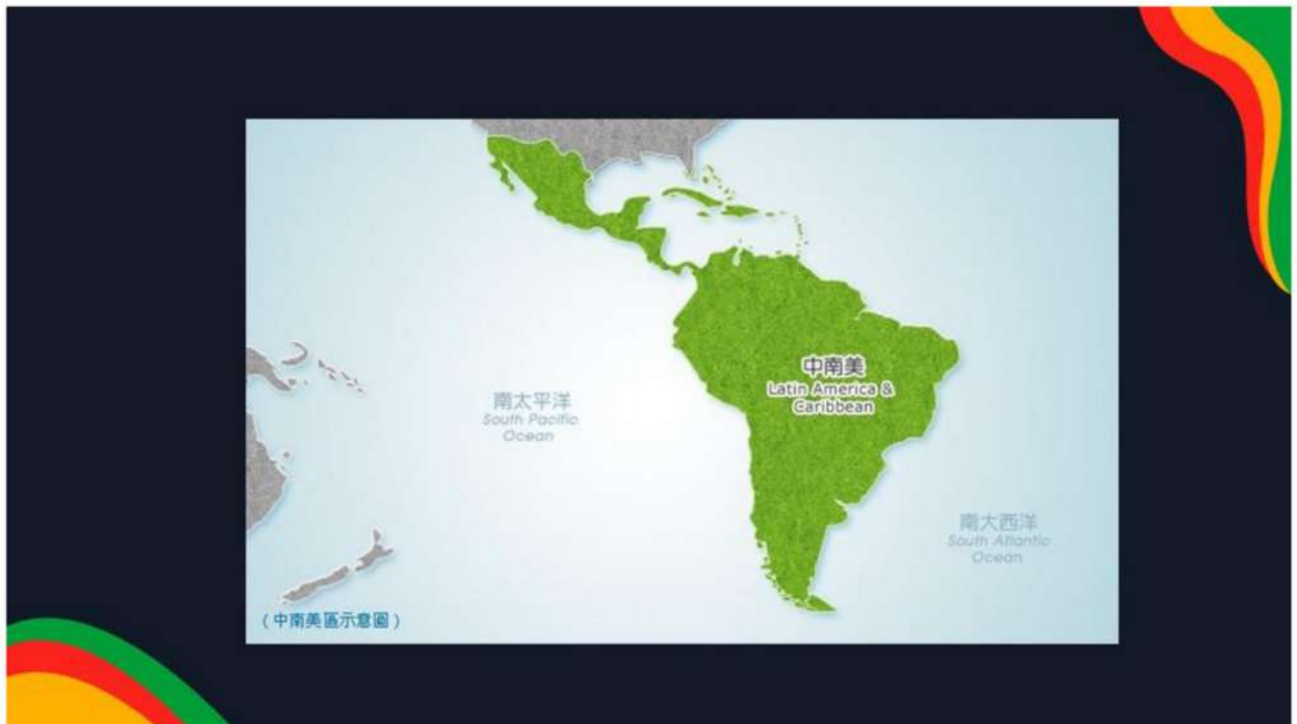 中南美
Latin America &
Caribbean
南太平洋
South Pacific
Ocean
南大西洋
South Atlantic
Ocean
(中南美區示意圖)